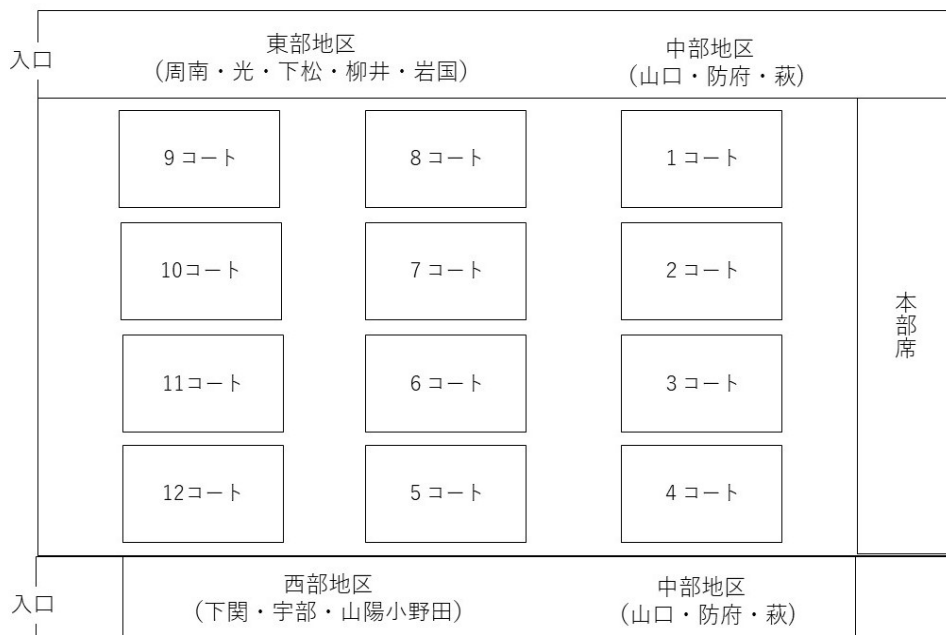 入口
東部地区
(周南・光・下松・柳井・岩国)
中部地区
(山口・防府・萩)
9コート
8コート
1コート
10コート
7コート
2コート
本部席
11コート
6コート
3コート
12コート
5コート
4コート
入口
西部地区
(下関・宇部・山陽小野田)
中部地区
(山口・防府・萩)